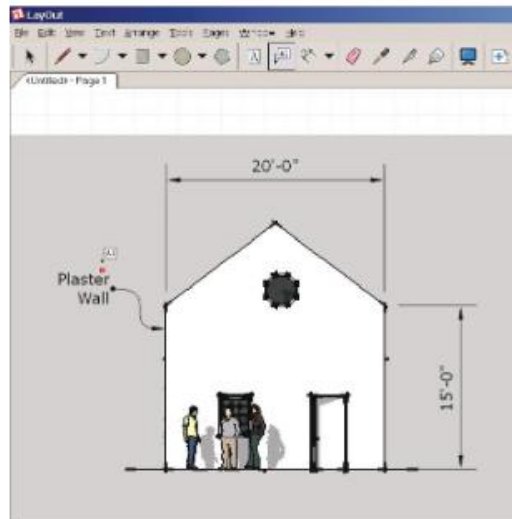 LayOut
File Edit View Text Arrange Tools Pages Window Help
<Untitled> - Page 1
20'-0"
Plaster
Wall
15'-0"